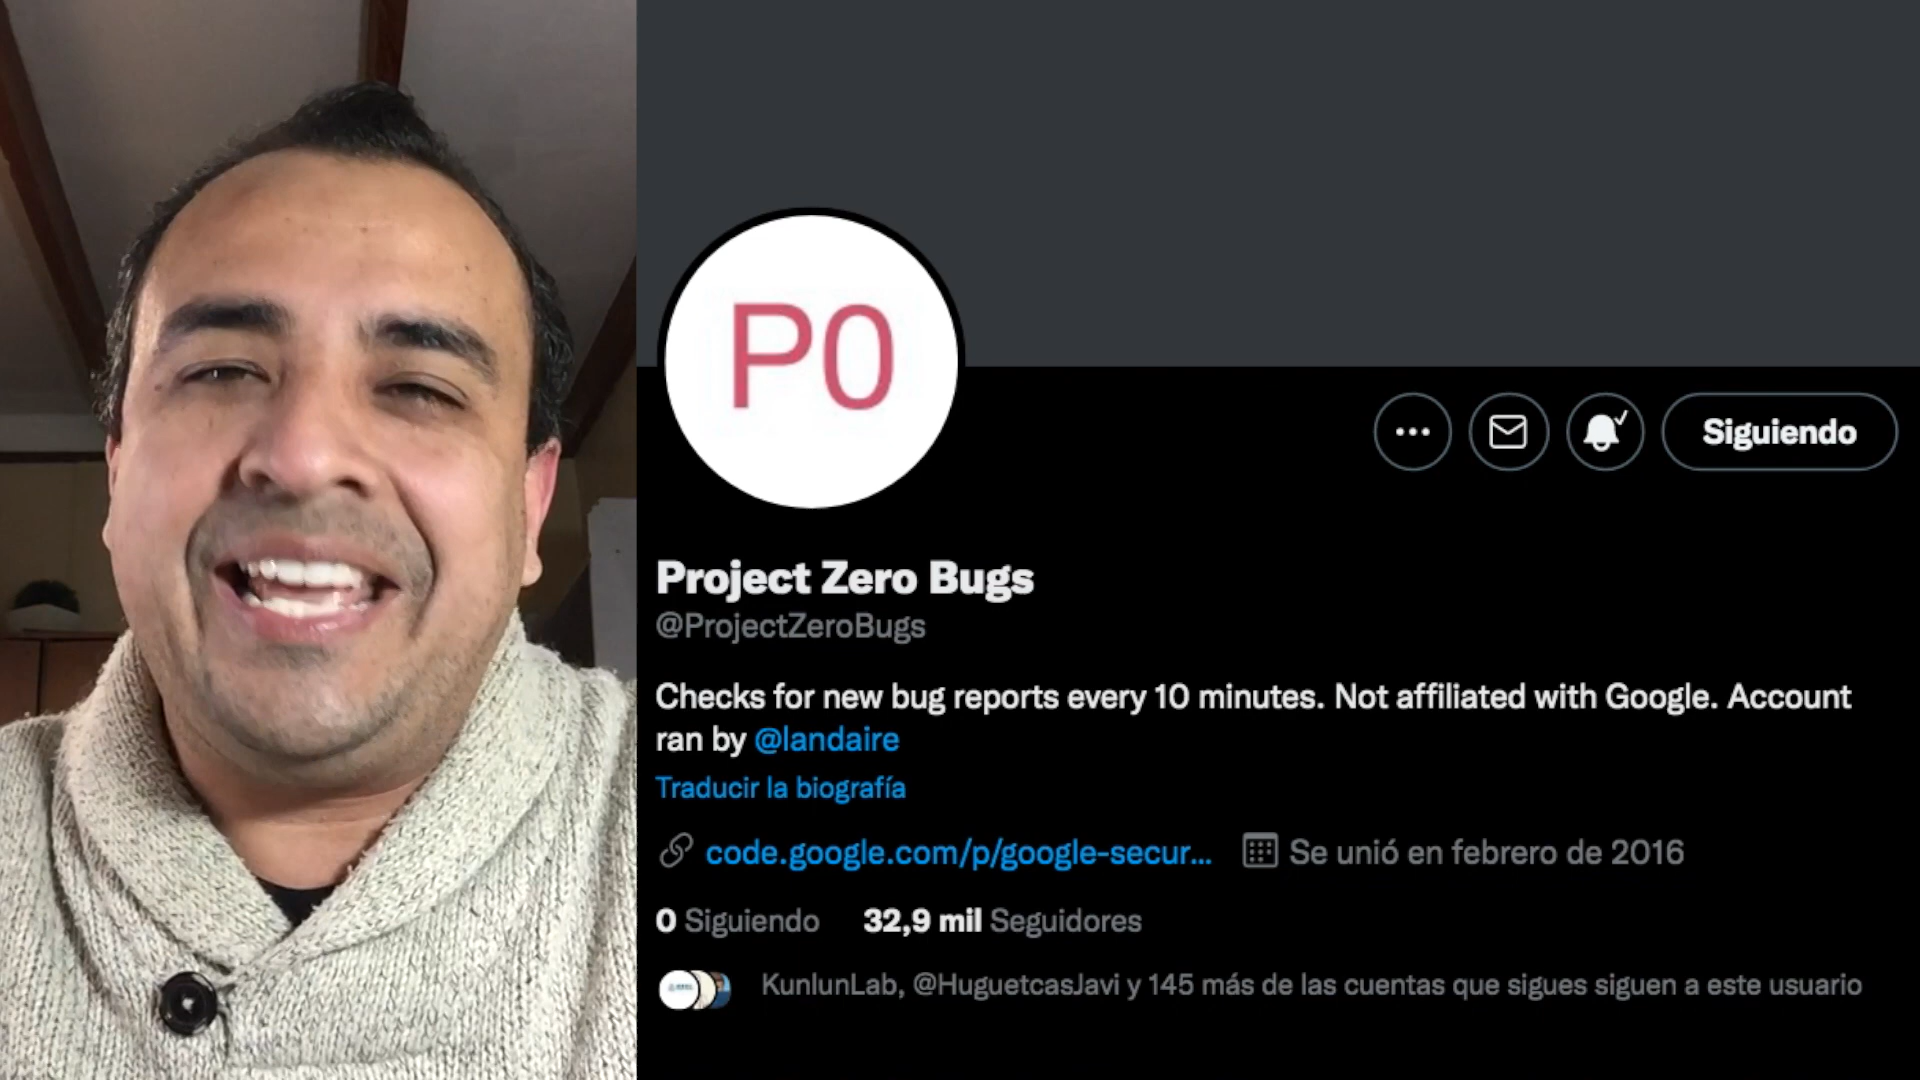 P0
Siguiendo
Project Zero Bugs
@ProjectZeroBugs
Checks for new bug reports every 10 minutes. Not affiliated with Google. Account
ran by @landaire
Traducir la biografía
code.google.com/p/google-secur... Se unió en febrero de 2016
0 Siguiendo 32,9 mil Seguidores
KunlunLab, @HuguetcasJavi y 145 más de las cuentas que sigues siguen a este usuario